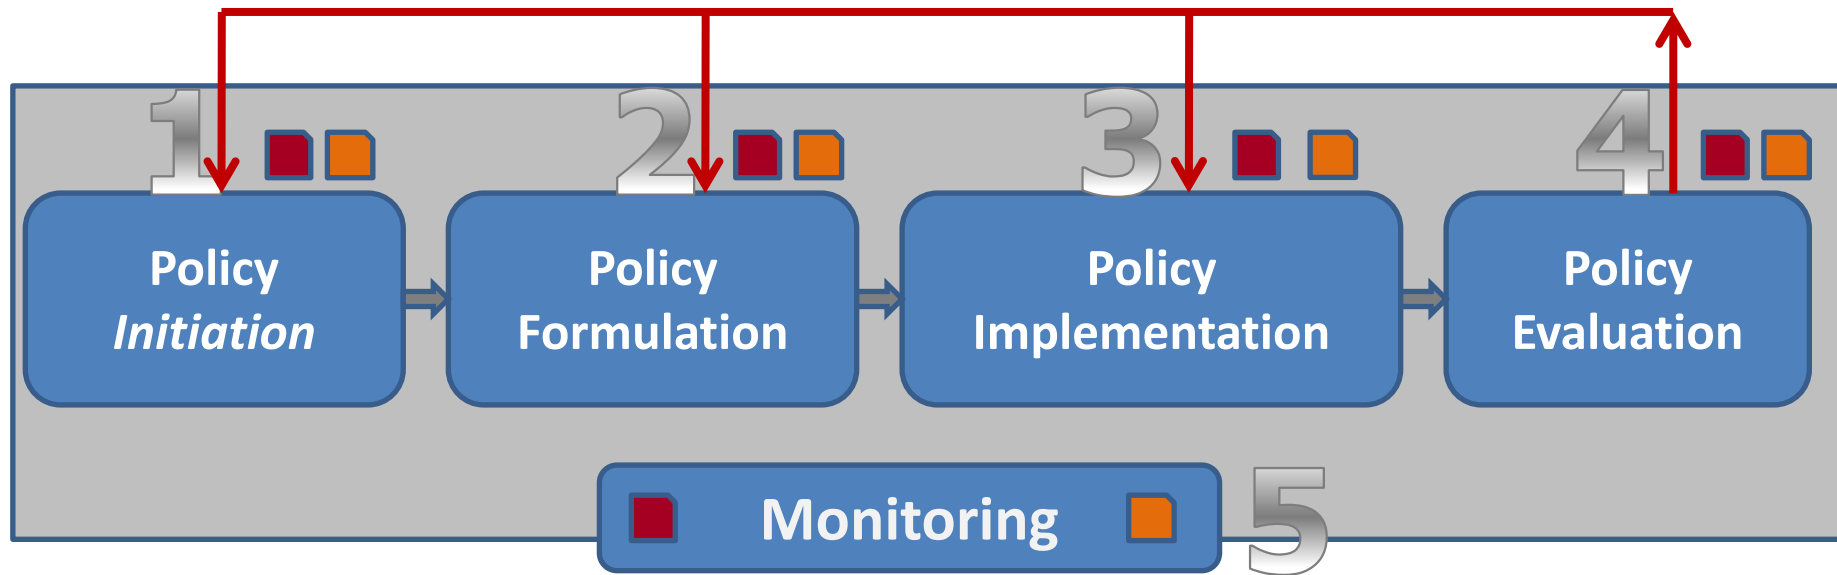 1
2
3
4
Policy
Initiation
Policy
Formulation
Policy
Implementation
Policy
Evaluation
Monitoring
5